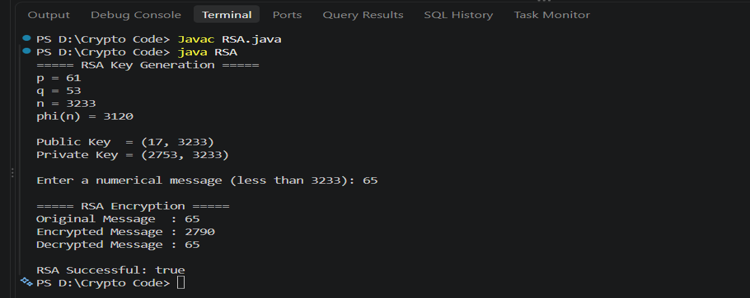 Output Debug Console Terminal Ports Query Results SQL History Task Monitor
PS D:\Crypto Code> Javac RSA.java
PS D:\Crypto Code> java RSA
===== RSA Key Generation =====
p = 61
q = 53
n = 3233
phi(n) = 3120
Public Key  = (17, 3233)
Private Key = (2753, 3233)
Enter a numerical message (less than 3233): 65
===== RSA Encryption =====
Original Message  : 65
Encrypted Message : 2790
Decrypted Message : 65
RSA Successful: true
PS D:\Crypto Code>